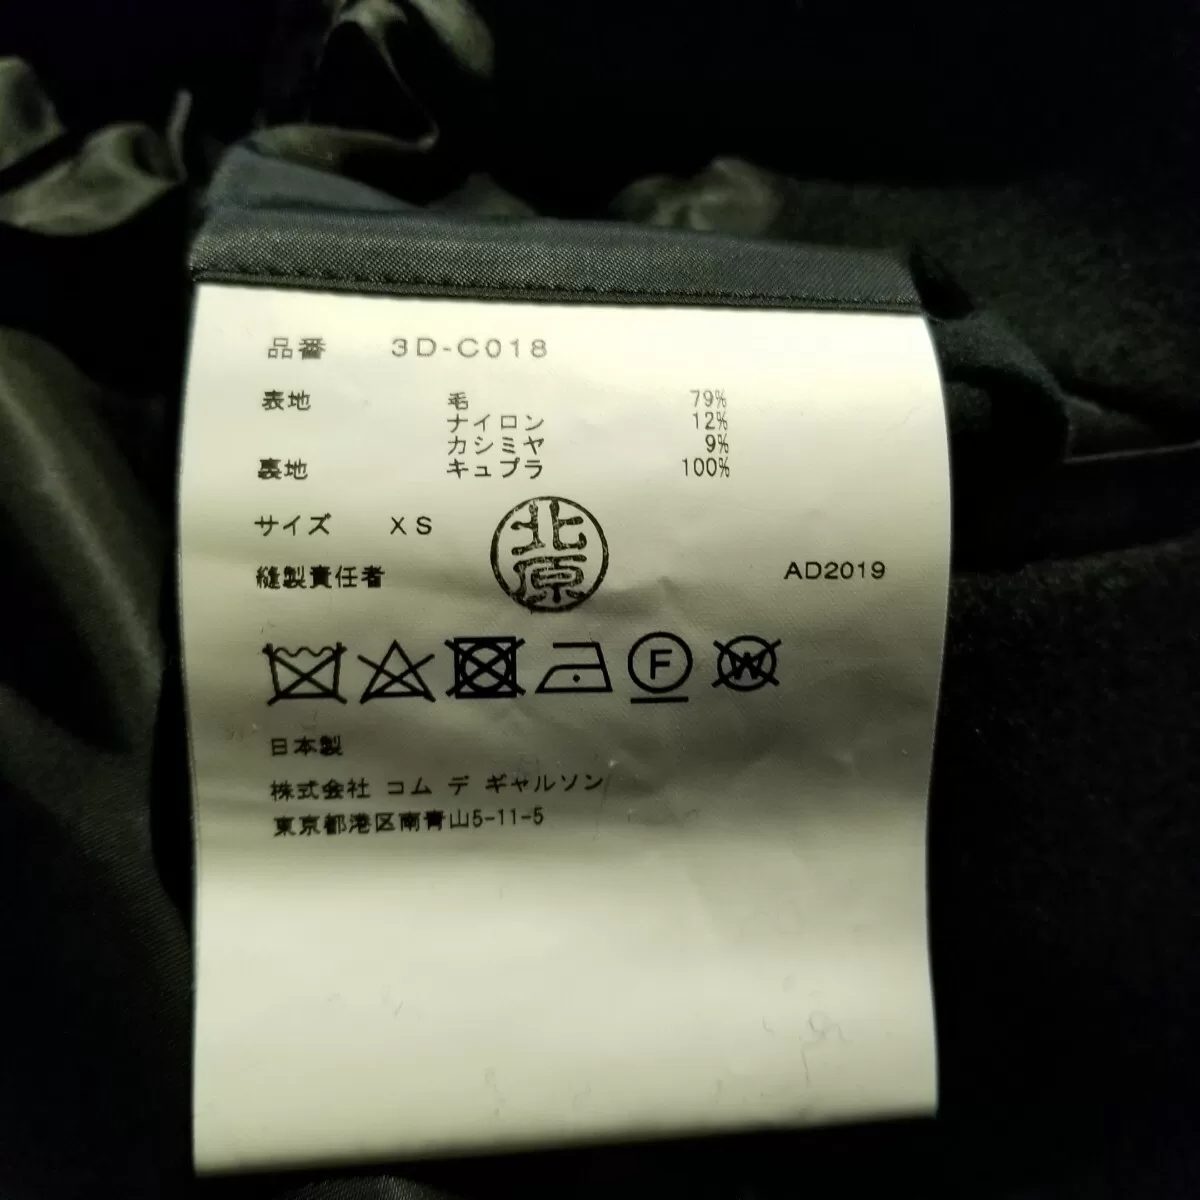 品番 3D-C018
表地 毛 79%
ナイロン 12%
カシミヤ 9%
裏地 キュプラ 100%
サイズ XS
北原
縫製責任者 AD2019
F
W
日本製
株式会社 コム デ ギャルソン
東京都港区南青山5-11-5